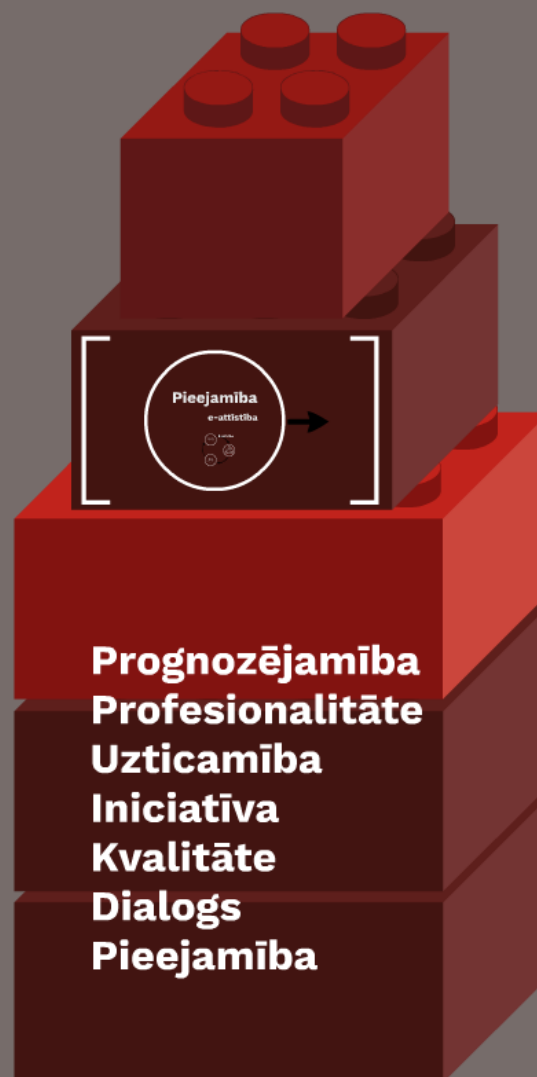 Pieejamība
e-attīstība
Prognozējamība
Profesionalitāte
Uzticamība
Iniciatīva
Kvalitāte
Dialogs
Pieejamība